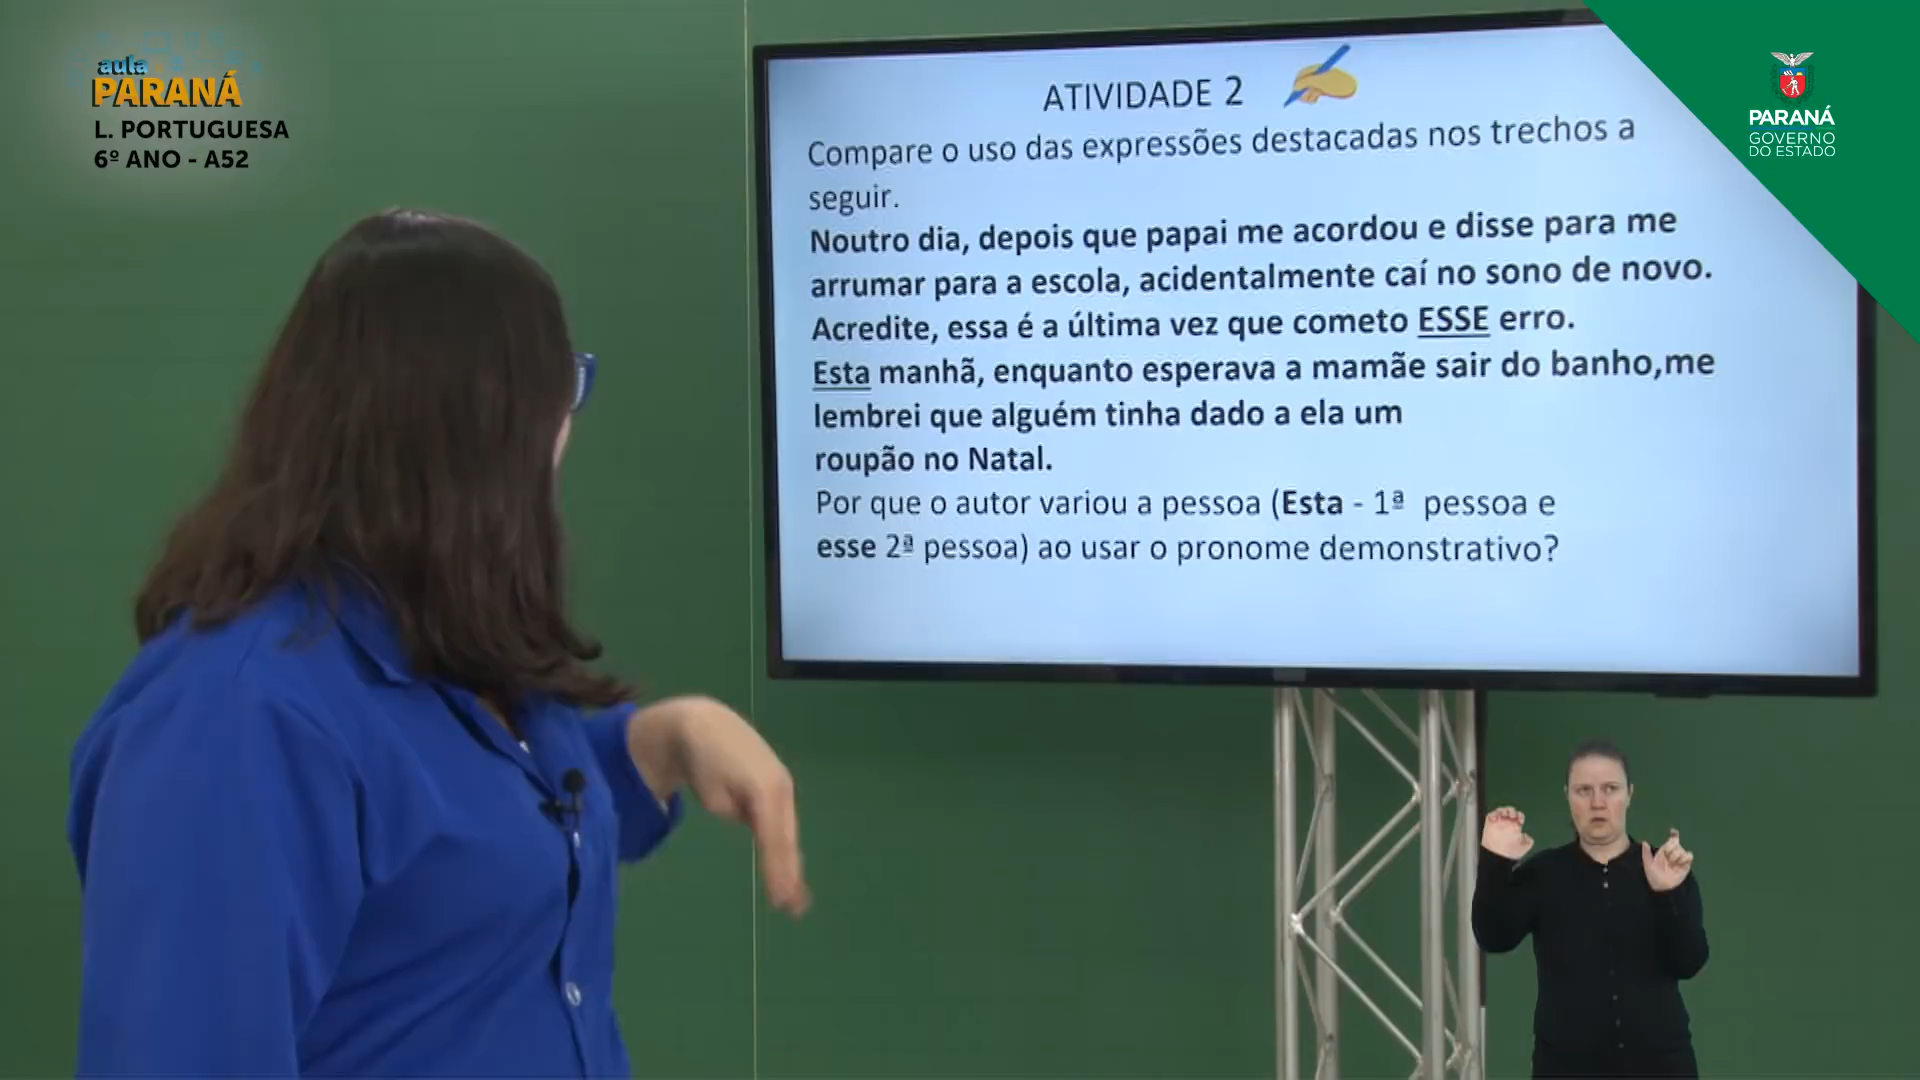 aula
PARANÁ
L. PORTUGUESA
6º ANO - A52
ATIVIDADE 2
Compare o uso das expressões destacadas nos trechos a
seguir.
Noutro dia, depois que papai me acordou e disse para me
arrumar para a escola, acidentalmente caí no sono de novo.
Acredite, essa é a última vez que cometo ESSE erro.
Esta manhã, enquanto esperava a mamãe sair do banho,me
lembrei que alguém tinha dado a ela um
roupão no Natal.
Por que o autor variou a pessoa (Esta - 1ª pessoa e
esse 2ª pessoa) ao usar o pronome demonstrativo?
PARANÁ
GOVERNO
DO ESTADO